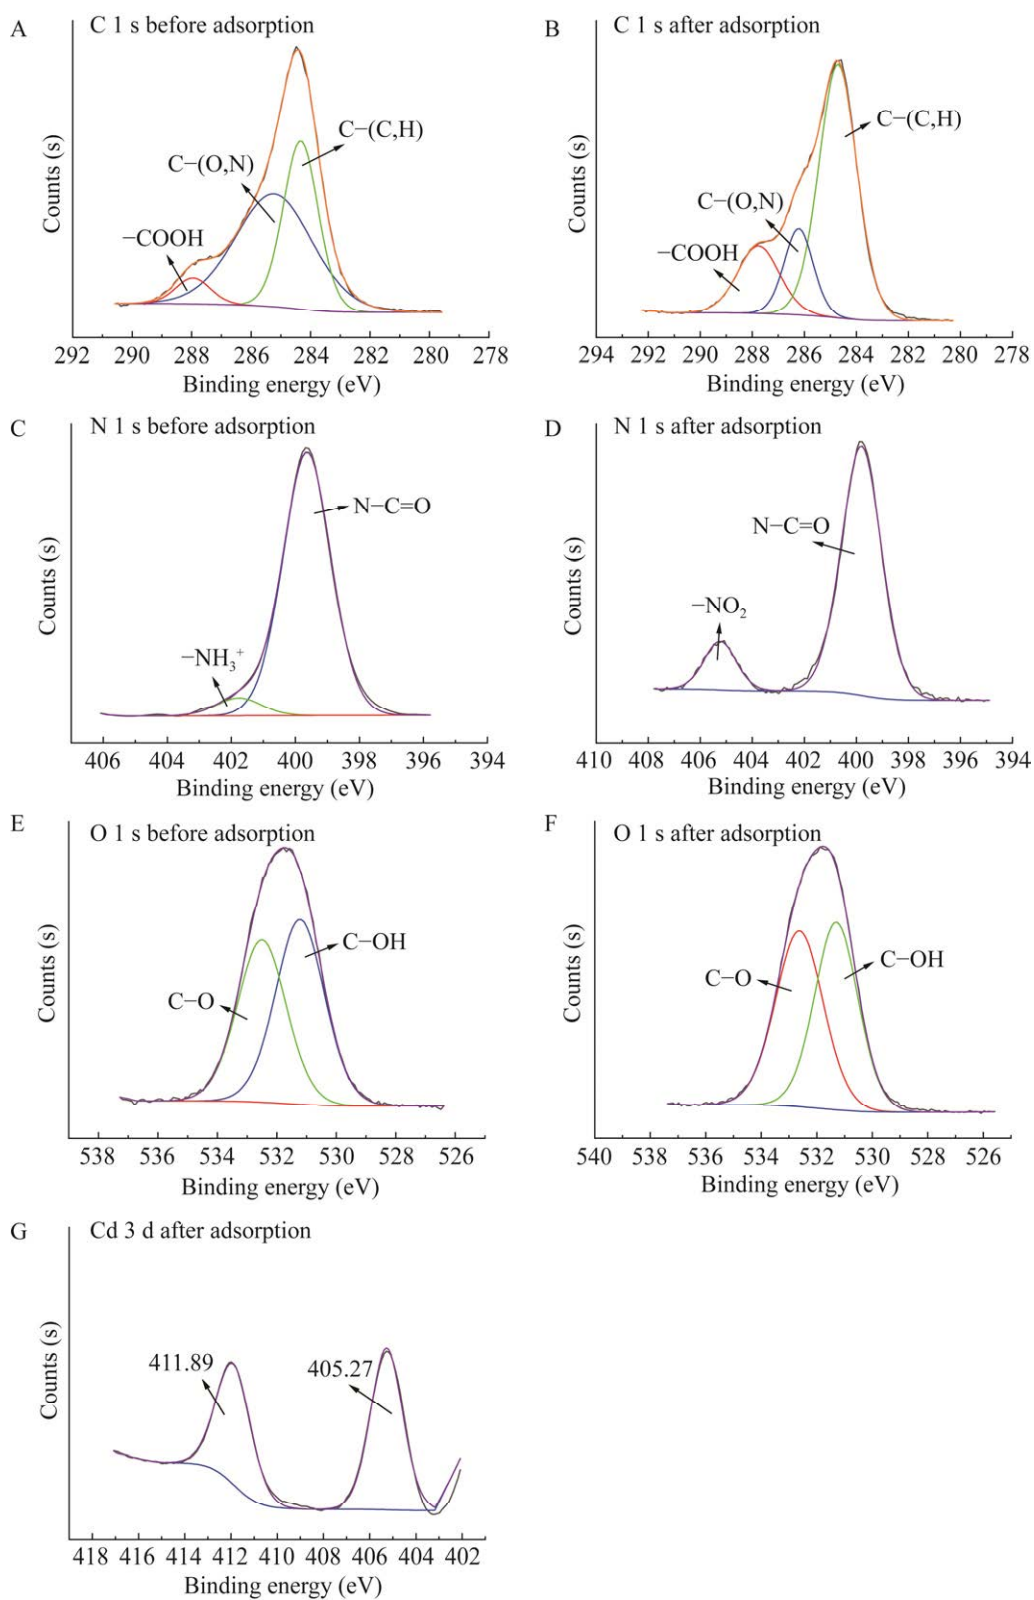 A C 1 s before adsorption
C−(C,H)
C−(O,N)
−COOH
Counts (s)
292 290 288 286 284 282 280 278
Binding energy (eV)
B C 1 s after adsorption
C−(C,H)
C−(O,N)
−COOH
Counts (s)
294 292 290 288 286 284 282 280 278
Binding energy (eV)
C N 1 s before adsorption
N−C=O
−NH₃⁺
Counts (s)
406 404 402 400 398 396 394
Binding energy (eV)
D N 1 s after adsorption
N−C=O
−NO₂
Counts (s)
410 408 406 404 402 400 398 396 394
Binding energy (eV)
E O 1 s before adsorption
C−OH
C−O
Counts (s)
538 536 534 532 530 528 526
Binding energy (eV)
F O 1 s after adsorption
C−OH
C−O
Counts (s)
540 538 536 534 532 530 528 526
Binding energy (eV)
G Cd 3 d after adsorption
411.89
405.27
Counts (s)
418 416 414 412 410 408 406 404 402
Binding energy (eV)